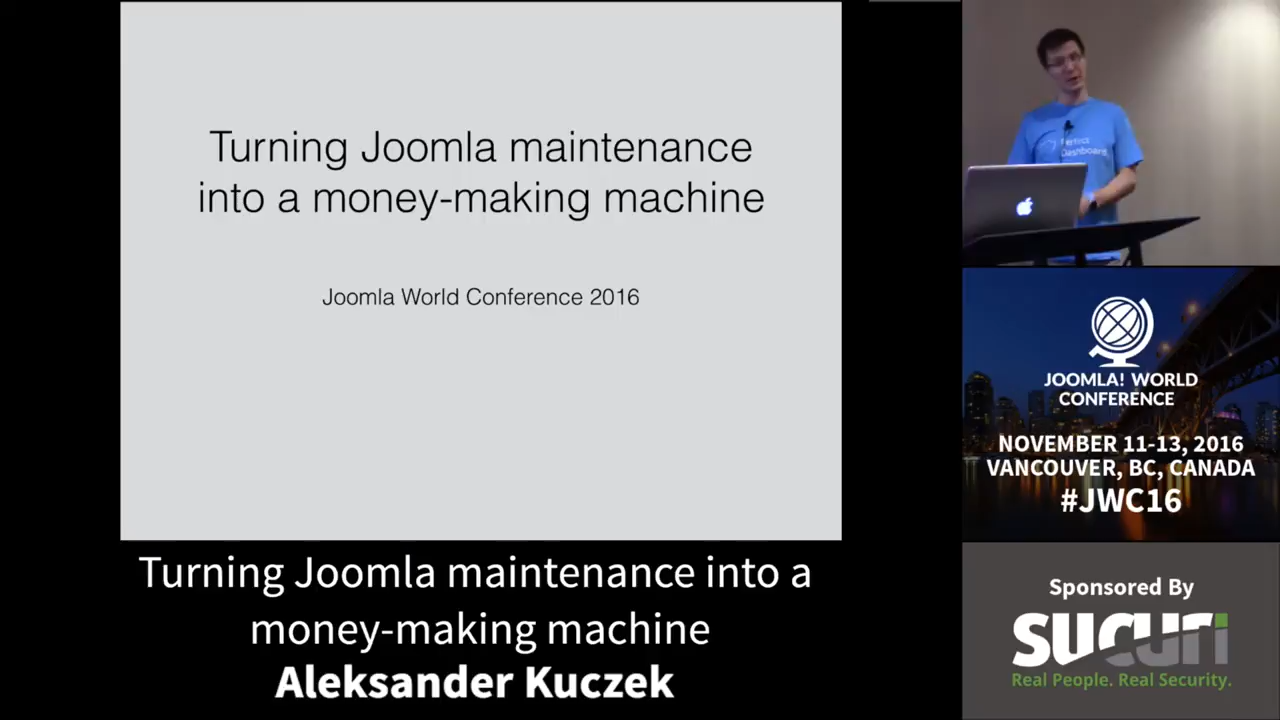 Turning Joomla maintenance
into a money-making machine
Joomla World Conference 2016
Turning Joomla maintenance into a
money-making machine
Aleksander Kuczek
Perfect
Dashboard
JOOMLA! WORLD
CONFERENCE
NOVEMBER 11-13, 2016
VANCOUVER, BC, CANADA
#JWC16
Sponsored By
SUCURI
Real People. Real Security.